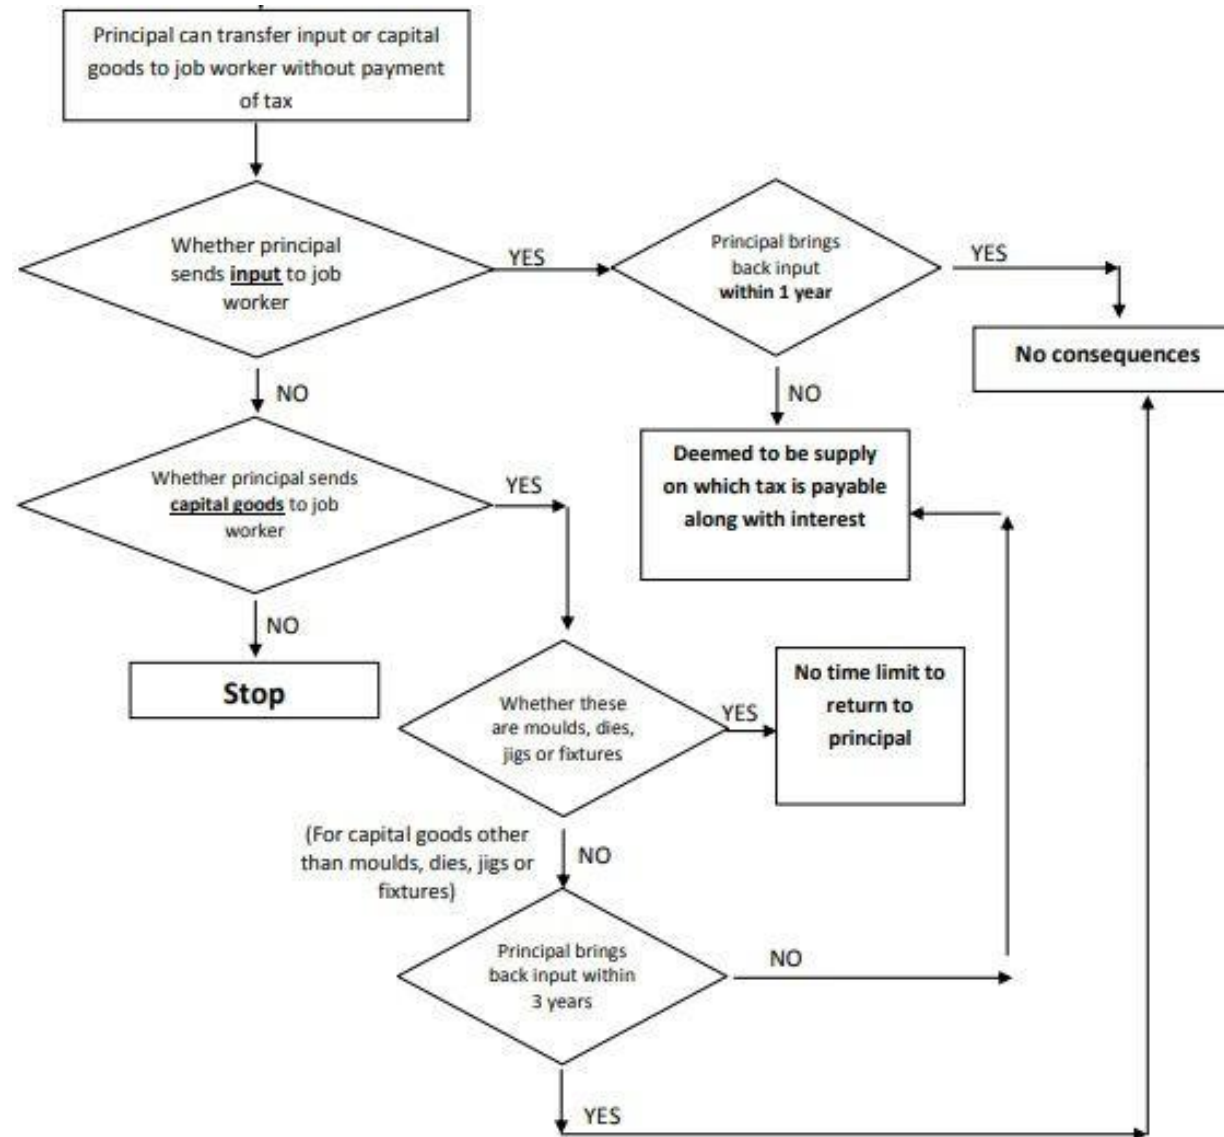 Principal can transfer input or capital
goods to job worker without payment
of tax
Whether principal
sends input to job
worker
YES
Principal brings
back input
within 1 year
YES
No consequences
NO
NO
Whether principal sends
capital goods to job
worker
YES
Deemed to be supply
on which tax is payable
along with interest
NO
Stop
Whether these
are moulds, dies,
jigs or fixtures
YES
No time limit to
return to
principal
(For capital goods other
than moulds, dies, jigs or
fixtures)
NO
Principal brings
back input within
3 years
NO
YES